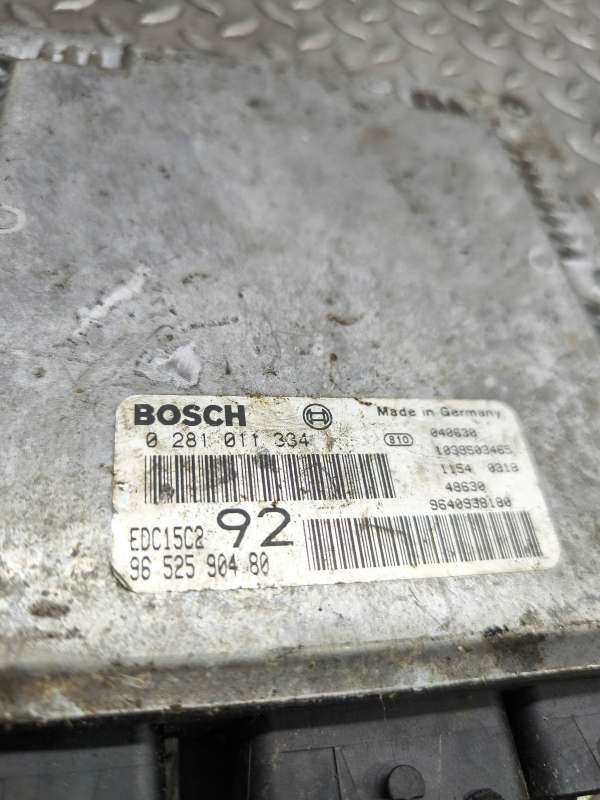 BOSCH
0 281 011 334
EDC15C2 92
96 525 904 80
Made in Germany
810 040630
1039S03465
1154 0318
48630
9640938180